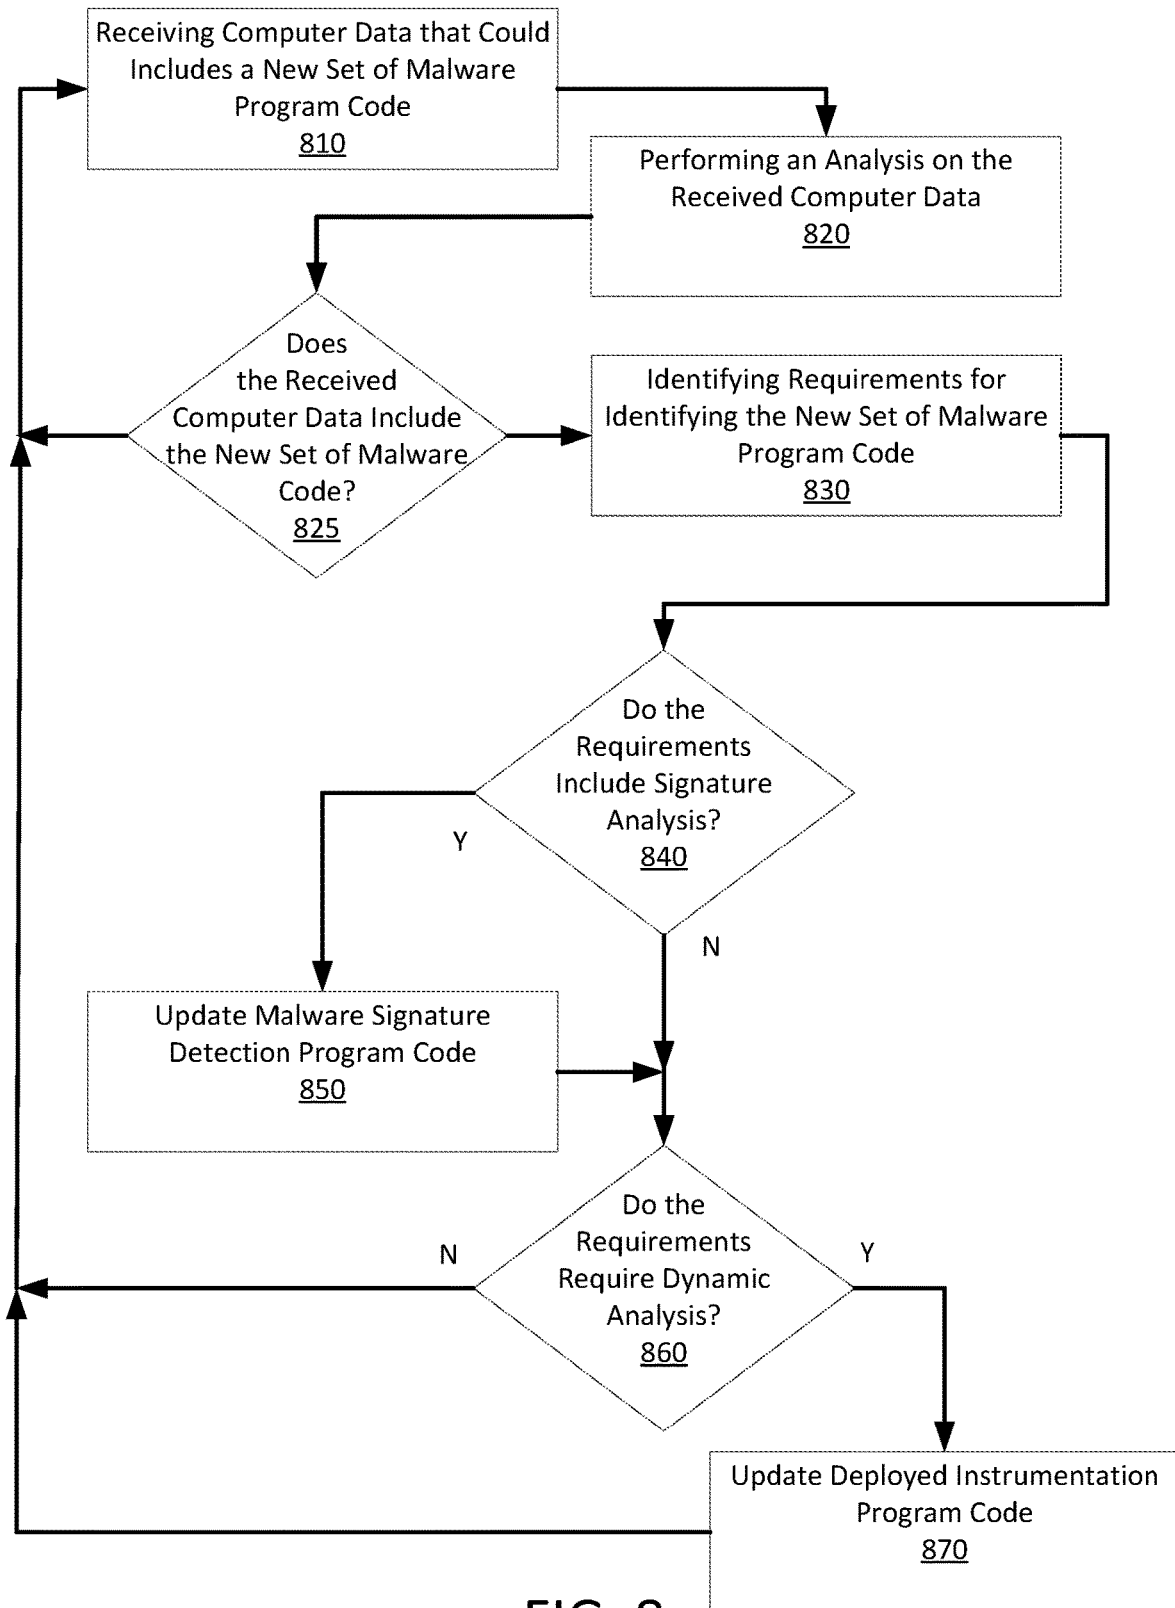 Receiving Computer Data that Could
Includes a New Set of Malware
Program Code
810
Performing an Analysis on the
Received Computer Data
820
Does
the Received
Computer Data Include
the New Set of Malware
Code?
825
Identifying Requirements for
Identifying the New Set of Malware
Program Code
830
Do the
Requirements
Include Signature
Analysis?
840
Y
N
Update Malware Signature
Detection Program Code
850
Do the
Requirements
Require Dynamic
Analysis?
860
N
Y
Update Deployed Instrumentation
Program Code
870
FIG. 8